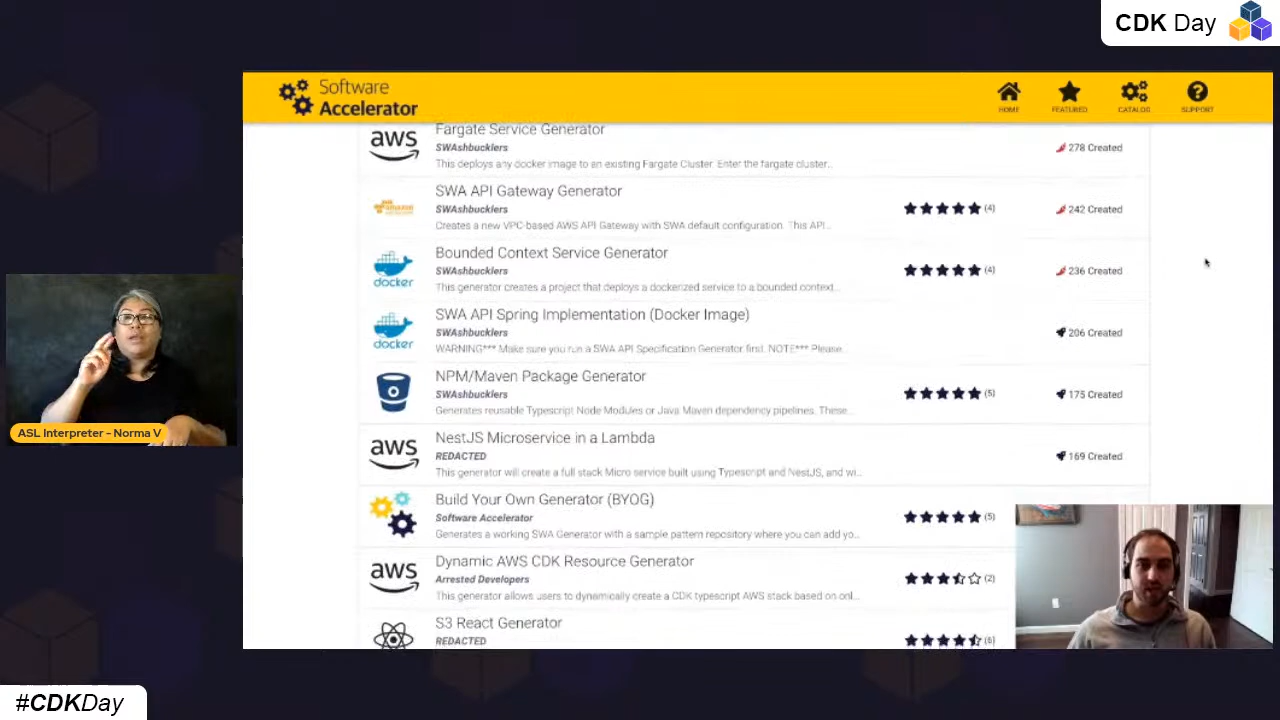 CDK Day
Software
Accelerator
HOME
FEATURED
CATALOG
SUPPORT
aws
Fargate Service Generator
SWAshbucklers
This deploys any docker image to an existing Fargate Cluster. Enter the fargate cluster...
278 Created
SWA API Gateway Generator
SWAshbucklers
Creates a new VPC-based AWS API Gateway with SWA default configuration. This API...
(4)
242 Created
docker
Bounded Context Service Generator
SWAshbucklers
This generator creates a project that deploys a dockerized service to a bounded context...
(4)
236 Created
docker
SWA API Spring Implementation (Docker Image)
SWAshbucklers
WARNING*** Make sure you run a SWA API Specification Generator first. NOTE*** Please...
206 Created
NPM/Maven Package Generator
SWAshbucklers
Generates reusable Typescript Node Modules or Java Maven dependency pipelines. These...
(5)
175 Created
aws
NestJS Microservice in a Lambda
REDACTED
This generator will create a full stack Micro service built using Typescript and NestJS, and wi...
169 Created
Build Your Own Generator (BYOG)
Software Accelerator
Generates a working SWA Generator with a sample pattern repository where you can add yo...
(5)
aws
Dynamic AWS CDK Resource Generator
Arrested Developers
This generator allows users to dynamically create a CDK typescript AWS stack based on onl...
(2)
S3 React Generator
REDACTED
(6)
ASL Interpreter - Norma V
#CDKDay